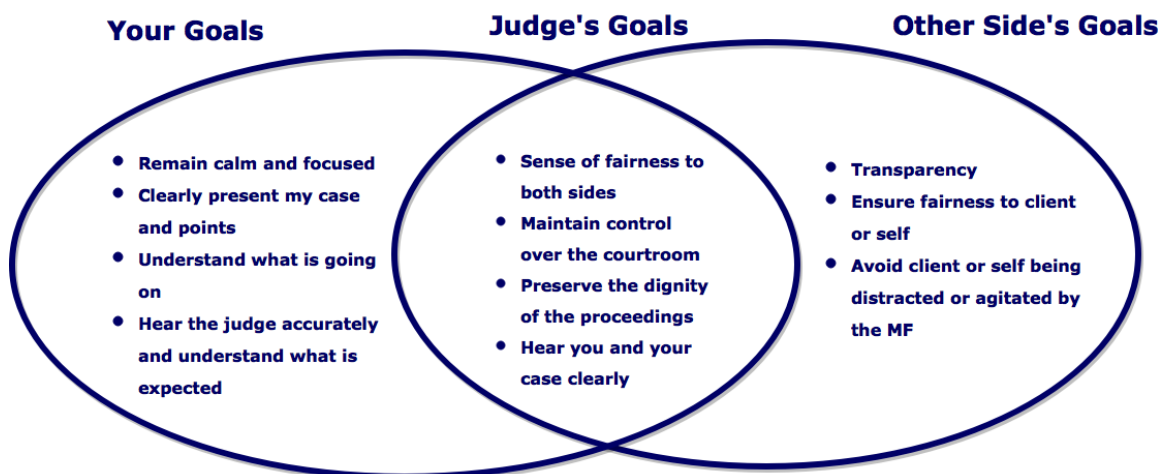 Your Goals
Judge's Goals
Other Side's Goals
• Remain calm and focused
• Clearly present my case
and points
• Understand what is going
on
• Hear the judge accurately
and understand what is
expected
• Sense of fairness to
both sides
• Maintain control
over the courtroom
• Preserve the dignity
of the proceedings
• Hear you and your
case clearly
• Transparency
• Ensure fairness to client
or self
• Avoid client or self being
distracted or agitated by
the MF